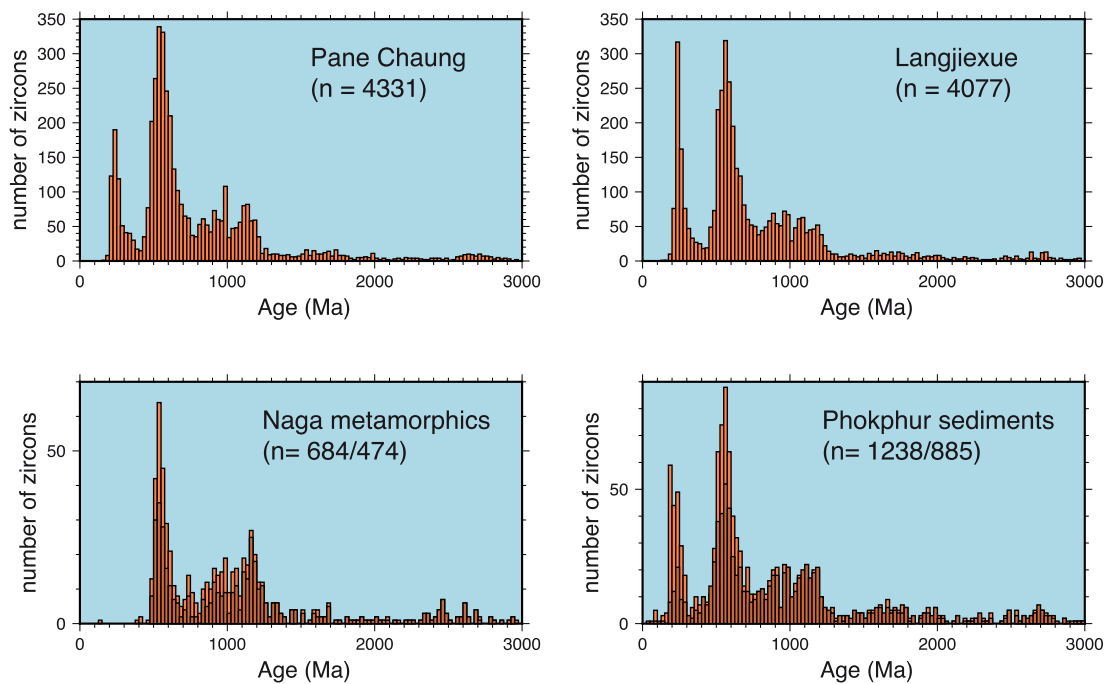 350
300
250
200
150
100
50
0
number of zircons
Pane Chaung
(n = 4331)
0 1000 2000 3000
Age (Ma)
350
300
250
200
150
100
50
0
number of zircons
Langjiexue
(n = 4077)
0 1000 2000 3000
Age (Ma)
50
0
number of zircons
Naga metamorphics
(n= 684/474)
0 1000 2000 3000
Age (Ma)
50
0
number of zircons
Phokphur sediments
(n= 1238/885)
0 1000 2000 3000
Age (Ma)